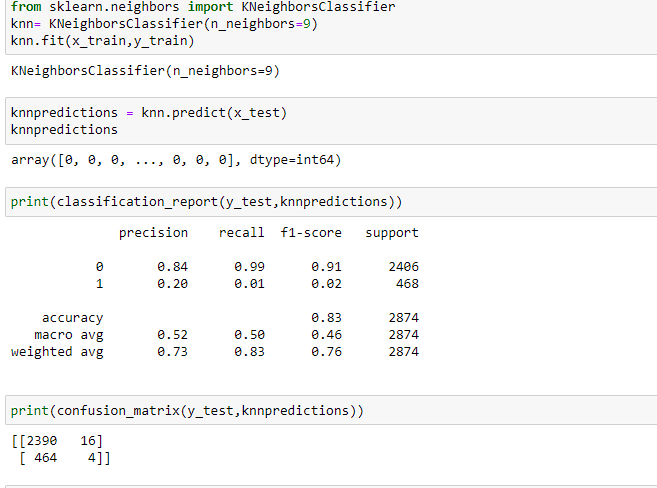 from sklearn.neighbors import KNeighborsClassifier
knn= KNeighborsClassifier(n_neighbors=9)
knn.fit(x_train,y_train)
KNeighborsClassifier(n_neighbors=9)
knnpredictions = knn.predict(x_test)
knnpredictions
array([0, 0, 0, ..., 0, 0, 0], dtype=int64)
print(classification_report(y_test,knnpredictions))
precision recall f1-score support
0 0.84 0.99 0.91 2406
1 0.20 0.01 0.02 468
accuracy 0.83 2874
macro avg 0.52 0.50 0.46 2874
weighted avg 0.73 0.83 0.76 2874
print(confusion_matrix(y_test,knnpredictions))
[[2390 16]
[ 464 4]]